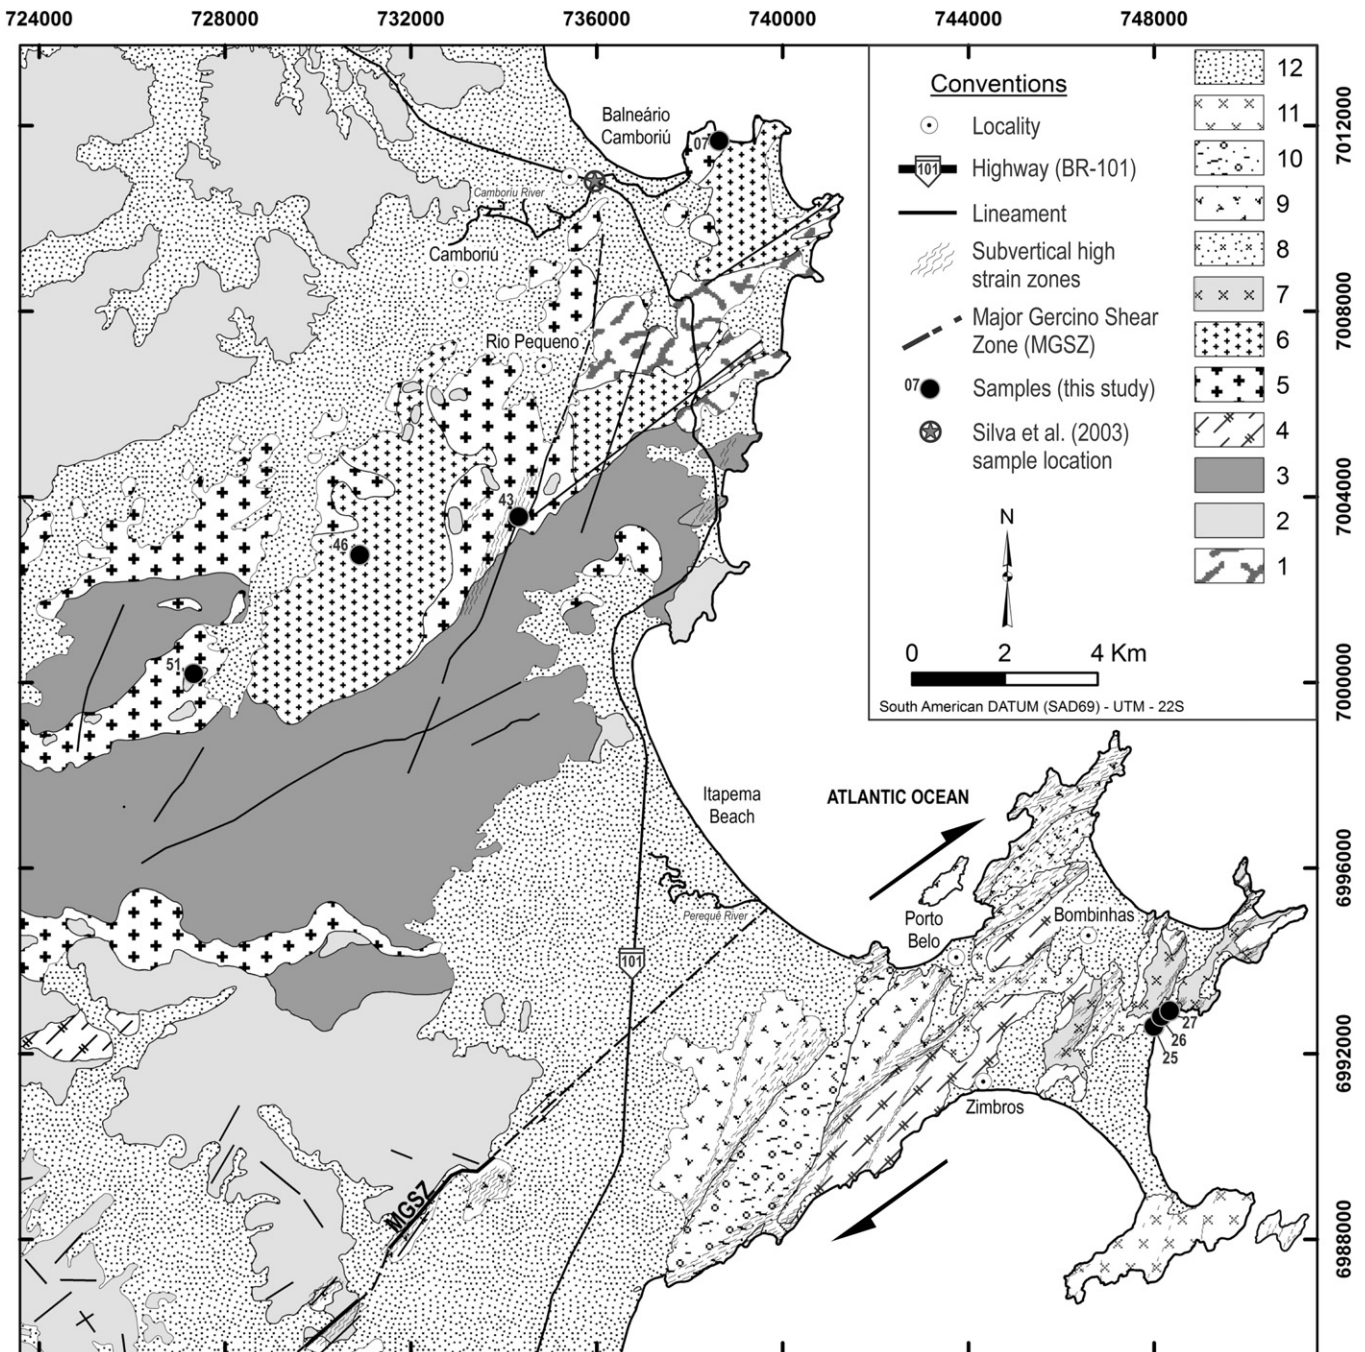 724000 728000 732000 736000 740000 744000 748000
Conventions
Locality
101 Highway (BR-101)
Lineament
Subvertical high
strain zones
Major Gercino Shear
Zone (MGSZ)
07 Samples (this study)
Silva et al. (2003)
sample location
N
0 2 4 Km
South American DATUM (SAD69) - UTM - 22S
12
11
10
9
8
7
6
5
4
3
2
1
7012000
7008000
7004000
7000000
6996000
6992000
6988000
Balneário
Camboriú
07
Camboriu River
Camboriú
Rio Pequeno
43
46
51
Itapema
Beach
ATLANTIC OCEAN
Perequê River
Porto
Belo
Bombinhas
101
27
26
25
Zimbros
MGSZ